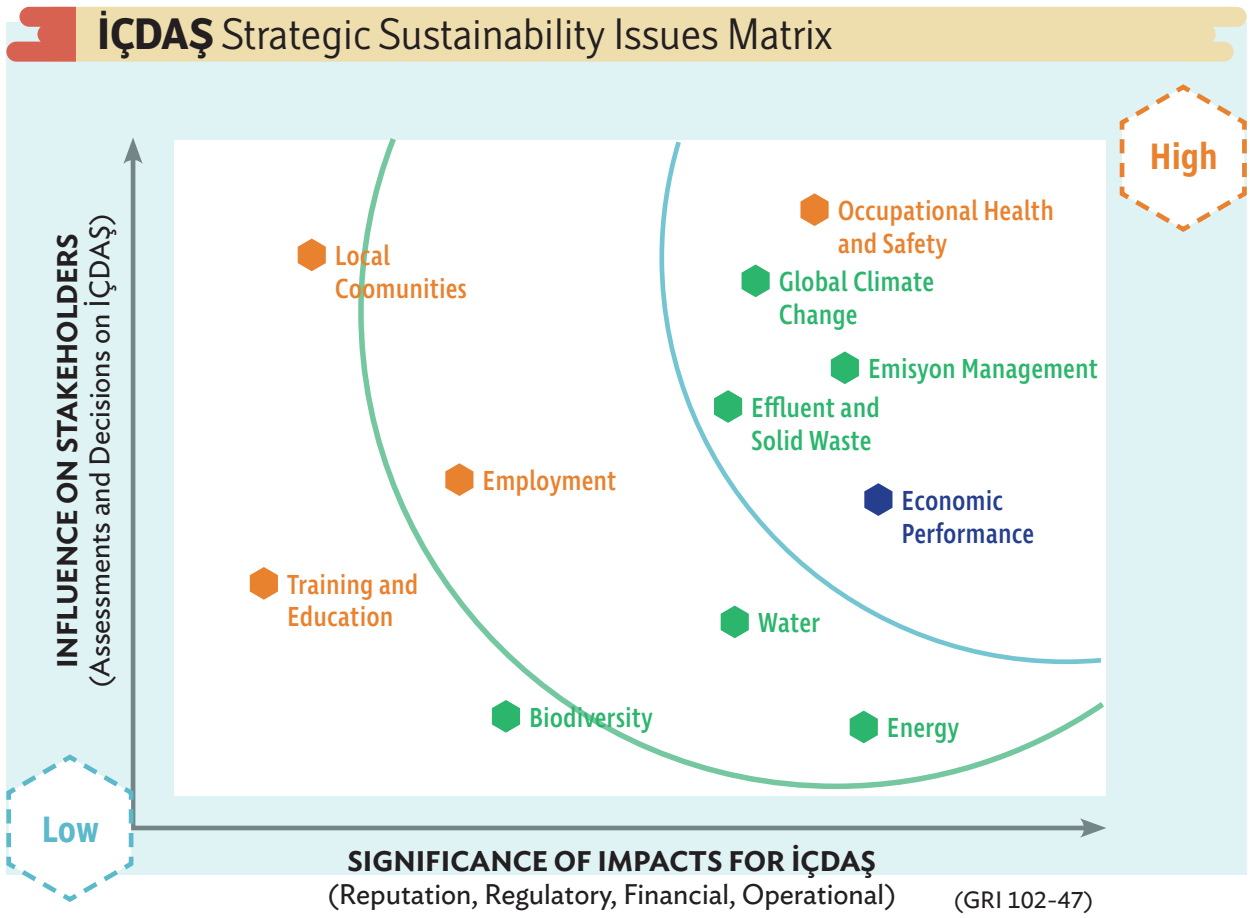 İÇDAŞ Strategic Sustainability Issues Matrix
High
INFLUENCE ON STAKEHOLDERS
(Assessments and Decisions on İÇDAŞ)
Occupational Health
and Safety
Local
Coomunities
Global Climate
Change
Emisyon Management
Effluent and
Solid Waste
Employment
Economic
Performance
Training and
Education
Water
Biodiversity
Energy
Low
SIGNIFICANCE OF IMPACTS FOR İÇDAŞ
(Reputation, Regulatory, Financial, Operational)
(GRI 102-47)